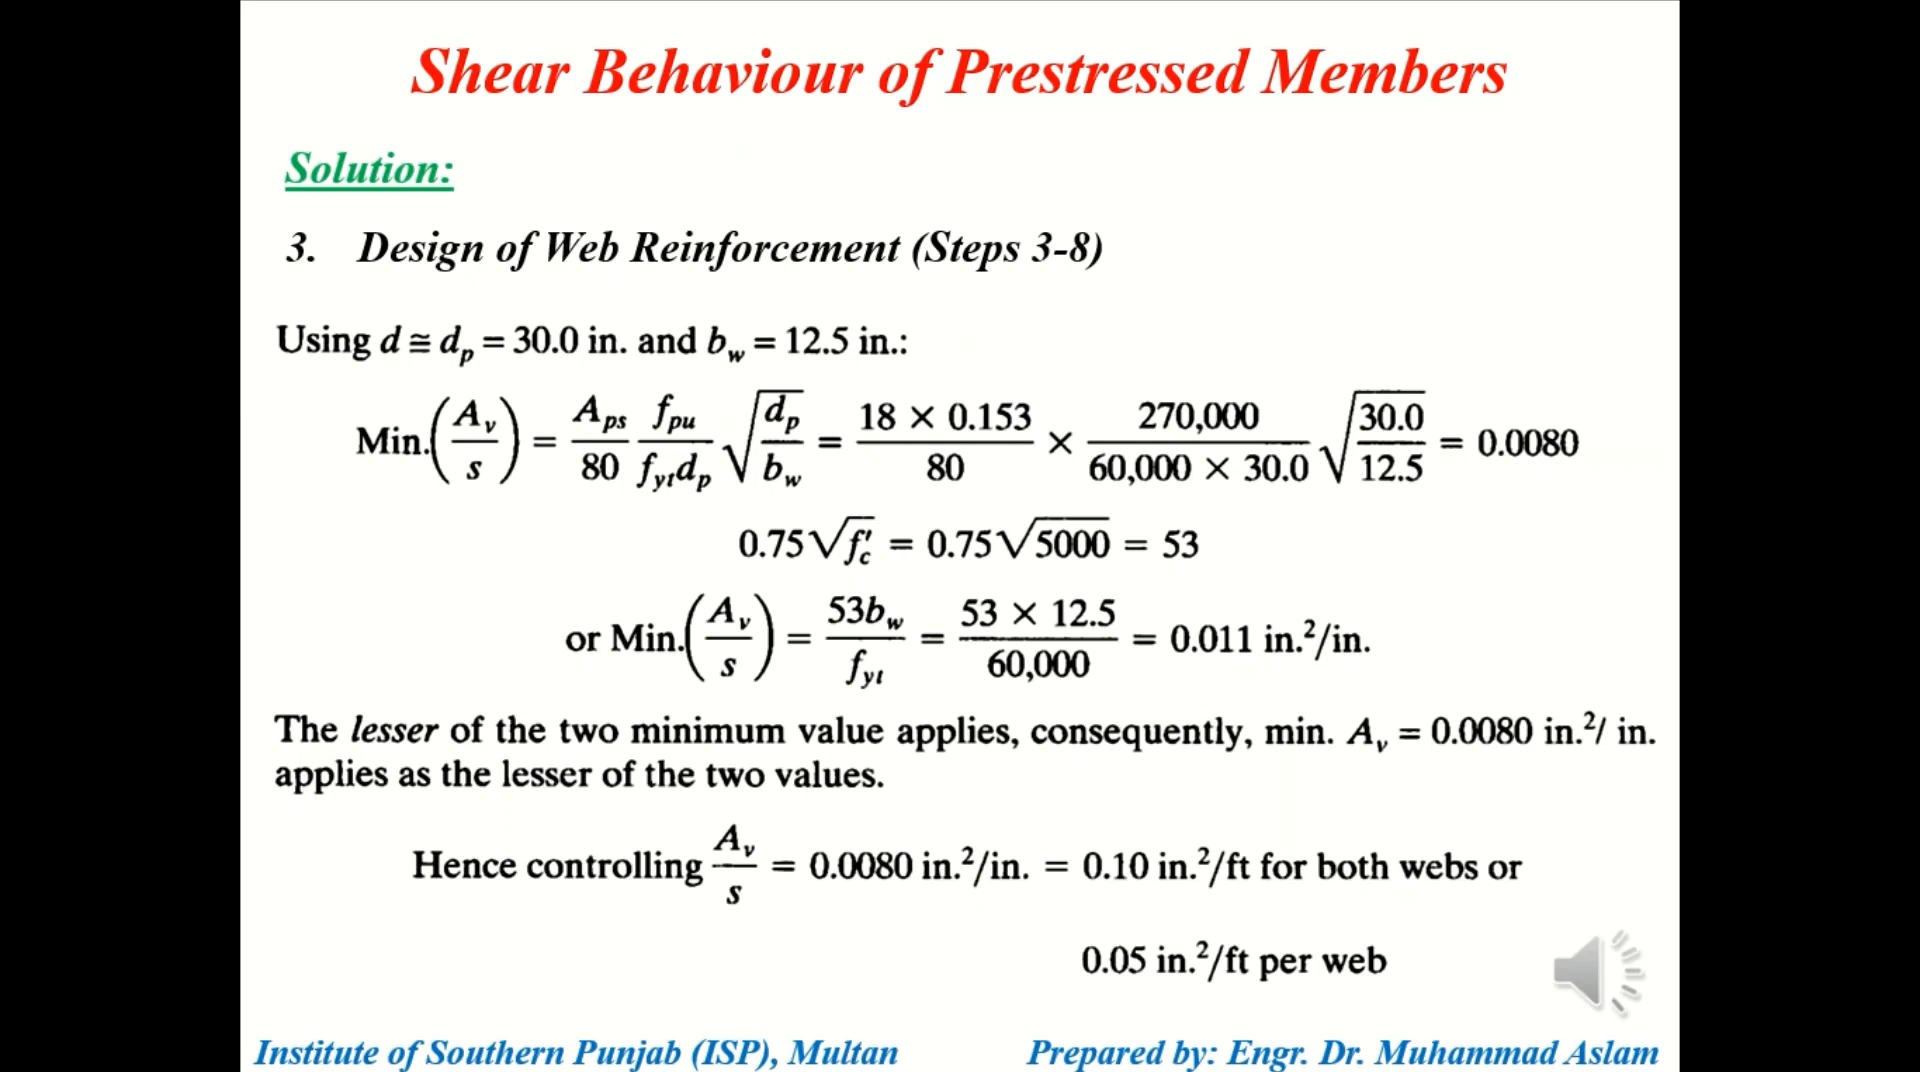 Shear Behaviour of Prestressed Members
Solution:
3. Design of Web Reinforcement (Steps 3-8)
Using d ≅ d_p = 30.0 in. and b_w = 12.5 in.:
Min.(A_v/s) = A_ps/80 f_pu/(f_yt d_p) √(d_p/b_w) = (18 × 0.153)/80 × 270,000/(60,000 × 30.0) √(30.0/12.5) = 0.0080
0.75√f'_c = 0.75√5000 = 53
or Min.(A_v/s) = 53b_w/f_yt = (53 × 12.5)/60,000 = 0.011 in.²/in.
The lesser of the two minimum value applies, consequently, min. A_v = 0.0080 in.²/ in.
applies as the lesser of the two values.
Hence controlling A_v/s = 0.0080 in.²/in. = 0.10 in.²/ft for both webs or
0.05 in.²/ft per web
Institute of Southern Punjab (ISP), Multan Prepared by: Engr. Dr. Muhammad Aslam